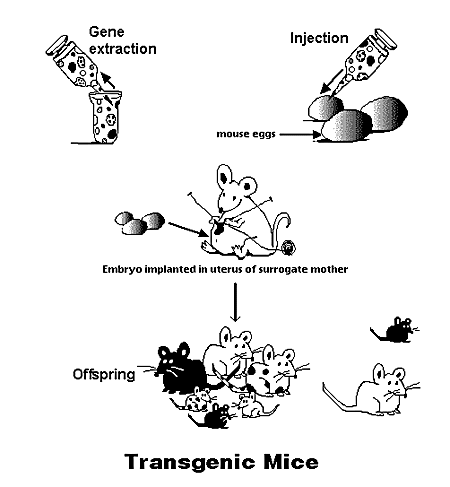 Gene
extraction
Injection
mouse eggs
Embryo implanted in uterus of surrogate mother
Offspring
Transgenic Mice